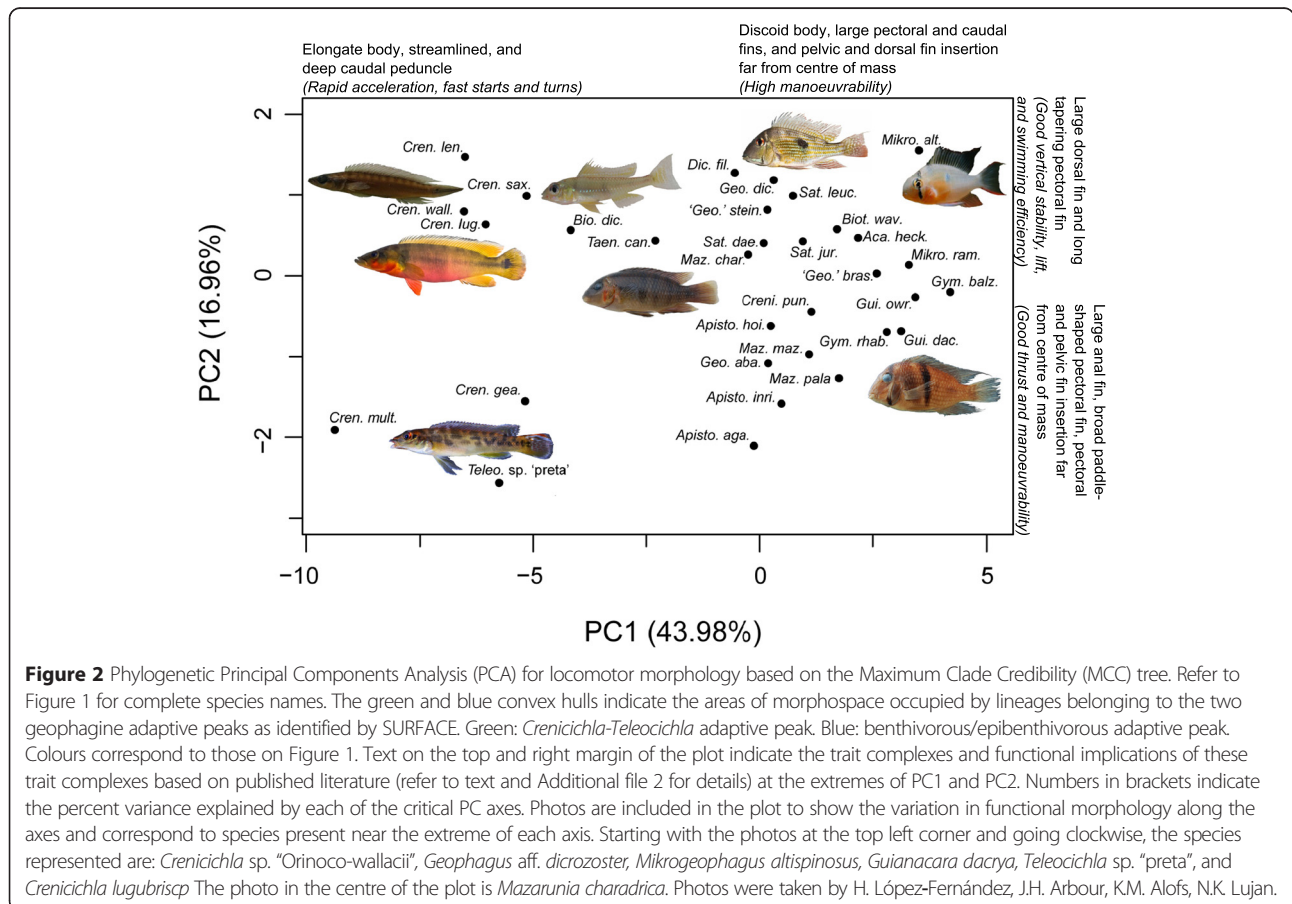 Elongate body, streamlined, and
deep caudal peduncle
(Rapid acceleration, fast starts and turns)
Discoid body, large pectoral and caudal
fins, and pelvic and dorsal fin insertion
far from centre of mass
(High manoeuvrability)
Large dorsal fin and long
tapering pectoral fin
(Good vertical stability, lift,
and swimming efficiency)
Large anal fin, broad paddle-
shaped pectoral fin, pectoral
and pelvic fin insertion far
from centre of mass
(Good thrust and manoeuvrability)
PC2 (16.96%)
2
0
−2
Cren. len.
Cren. sax.
Cren. wall.
Cren. lug.
Bio. dic.
Taen. can.
Dic. fil.
Geo. dic.
Sat. leuc.
Mikro. alt.
‘Geo.’ stein.
Biot. wav.
Sat. dae.
Sat. jur.
Aca. heck.
Maz. char.
Mikro. ram.
‘Geo.’ bras.
Gym. balz.
Creni. pun.
Gui. owr.
Apisto. hoi.
Gym. rhab.
Gui. dac.
Maz. maz.
Geo. aba.
Maz. pala
Apisto. inri.
Apisto. aga.
Cren. gea.
Cren. mult.
Teleo. sp. ‘preta’
−10
−5
0
5
PC1 (43.98%)
Figure 2 Phylogenetic Principal Components Analysis (PCA) for locomotor morphology based on the Maximum Clade Credibility (MCC) tree. Refer to
Figure 1 for complete species names. The green and blue convex hulls indicate the areas of morphospace occupied by lineages belonging to the two
geophagine adaptive peaks as identified by SURFACE. Green: Crenicichla-Teleocichla adaptive peak. Blue: benthivorous/epibenthivorous adaptive peak.
Colours correspond to those on Figure 1. Text on the top and right margin of the plot indicate the trait complexes and functional implications of these
trait complexes based on published literature (refer to text and Additional file 2 for details) at the extremes of PC1 and PC2. Numbers in brackets indicate
the percent variance explained by each of the critical PC axes. Photos are included in the plot to show the variation in functional morphology along the
axes and correspond to species present near the extreme of each axis. Starting with the photos at the top left corner and going clockwise, the species
represented are: Crenicichla sp. “Orinoco-wallacii”, Geophagus aff. dicrozoster, Mikrogeophagus altispinosus, Guianacara dacrya, Teleocichla sp. “preta”, and
Crenicichla lugubriscp The photo in the centre of the plot is Mazarunia charadrica. Photos were taken by H. López-Fernández, J.H. Arbour, K.M. Alofs, N.K. Lujan.